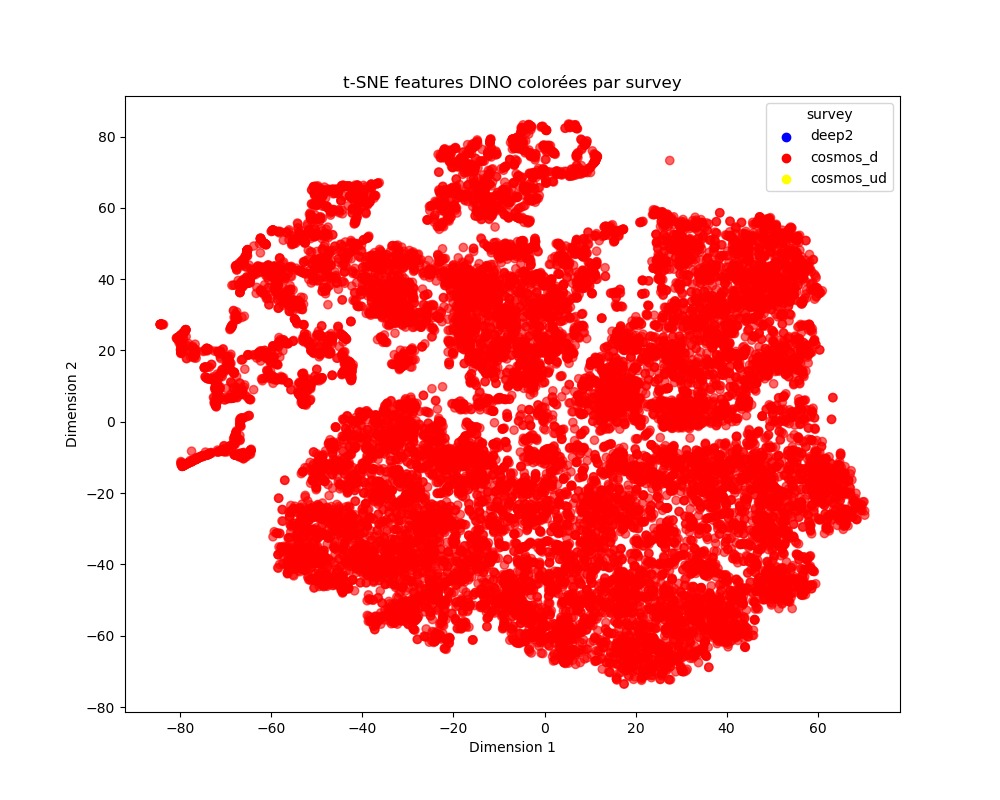 t-SNE features DINO colorées par survey
survey
deep2
cosmos_d
cosmos_ud
80
60
40
20
0
−20
−40
−60
−80
Dimension 2
−80 −60 −40 −20 0 20 40 60
Dimension 1